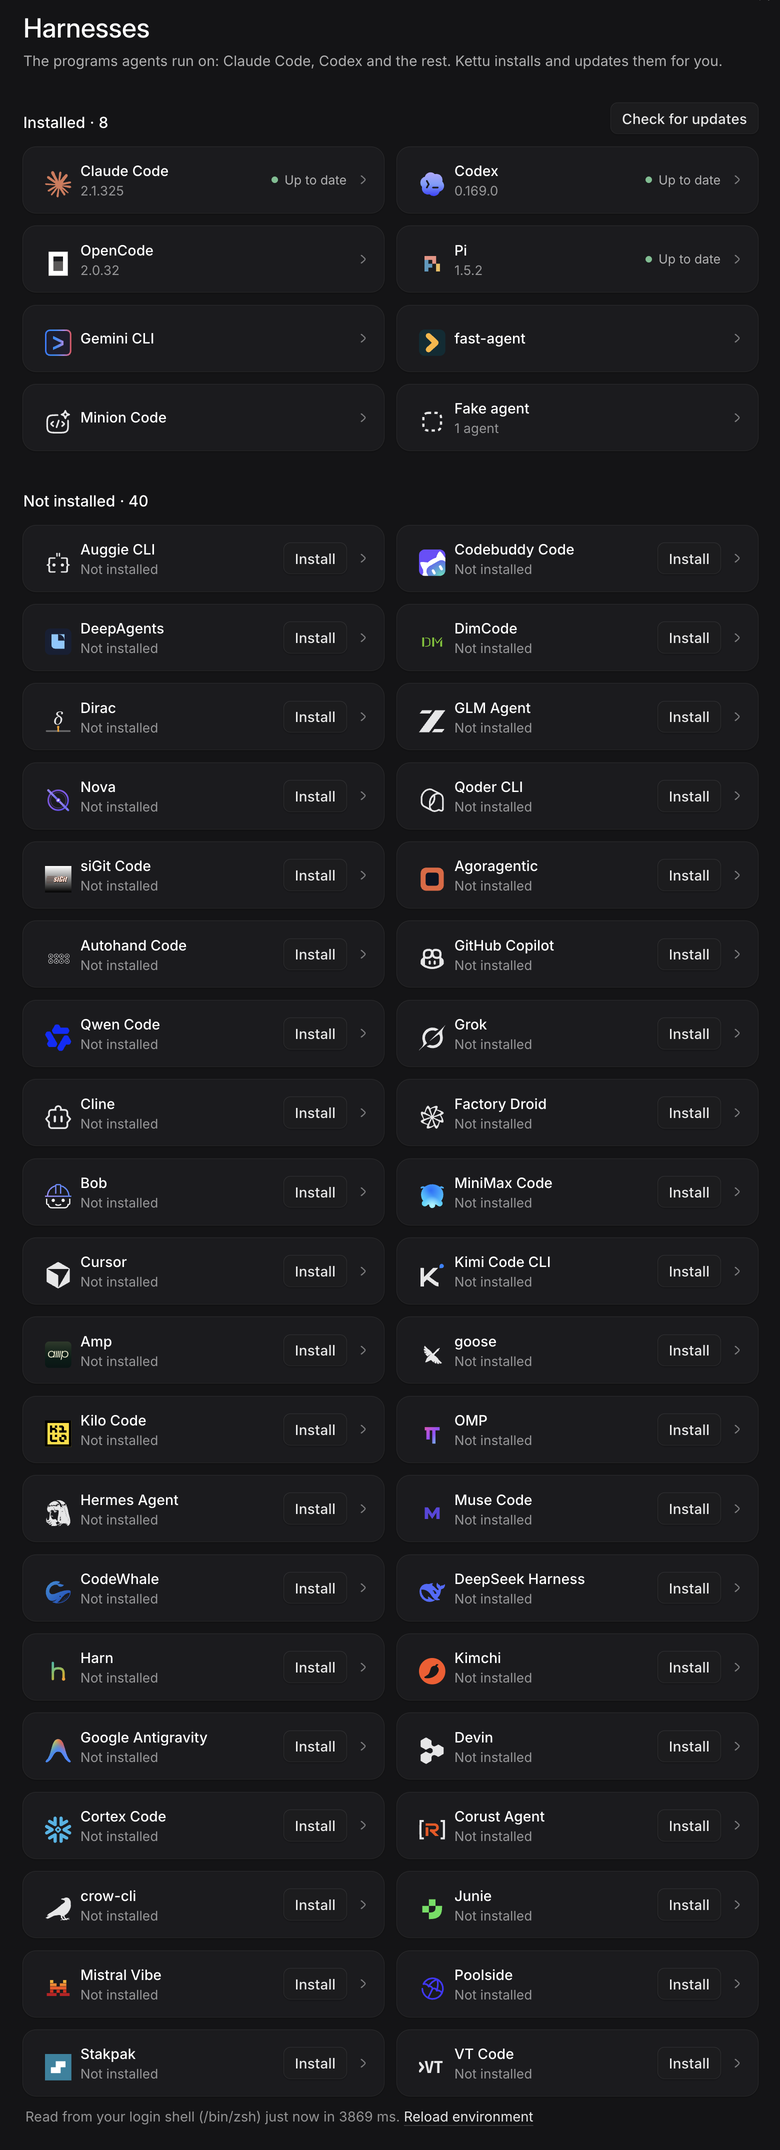 Harnesses
The programs agents run on: Claude Code, Codex and the rest. Kettu installs and updates them for you.
Installed · 8
Check for updates
Claude Code
2.1.325
Up to date
Codex
0.169.0
Up to date
OpenCode
2.0.32
Pi
1.5.2
Up to date
Gemini CLI
fast-agent
Minion Code
Fake agent
1 agent
Not installed · 40
Auggie CLI
Not installed
Install
Codebuddy Code
Not installed
Install
DeepAgents
Not installed
Install
DM
DimCode
Not installed
Install
Dirac
Not installed
Install
GLM Agent
Not installed
Install
Nova
Not installed
Install
Qoder CLI
Not installed
Install
siGit
siGit Code
Not installed
Install
Agoragentic
Not installed
Install
Autohand Code
Not installed
Install
GitHub Copilot
Not installed
Install
Qwen Code
Not installed
Install
Grok
Not installed
Install
Cline
Not installed
Install
Factory Droid
Not installed
Install
Bob
Not installed
Install
MiniMax Code
Not installed
Install
Cursor
Not installed
Install
Kimi Code CLI
Not installed
Install
amp
Amp
Not installed
Install
goose
Not installed
Install
Kilo Code
Not installed
Install
OMP
Not installed
Install
Hermes Agent
Not installed
Install
Muse Code
Not installed
Install
CodeWhale
Not installed
Install
DeepSeek Harness
Not installed
Install
Harn
Not installed
Install
Kimchi
Not installed
Install
Google Antigravity
Not installed
Install
Devin
Not installed
Install
Cortex Code
Not installed
Install
Corust Agent
Not installed
Install
crow-cli
Not installed
Install
Junie
Not installed
Install
Mistral Vibe
Not installed
Install
Poolside
Not installed
Install
Stakpak
Not installed
Install
VT
VT Code
Not installed
Install
Read from your login shell (/bin/zsh) just now in 3869 ms. Reload environment